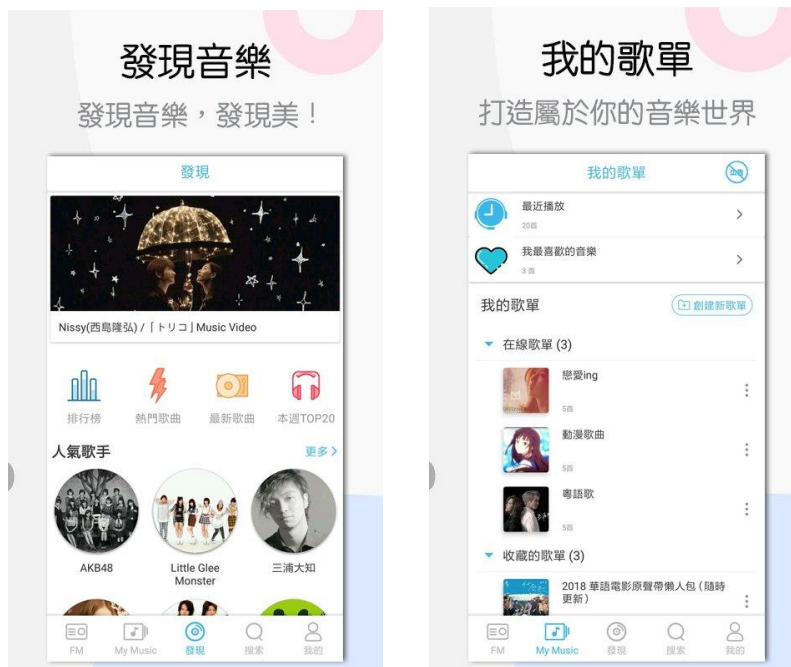 發現音樂
發現音樂，發現美！
發現
Nissy(西島隆弘) /「トリコ」Music Video
排行榜
熱門歌曲
最新歌曲
本週TOP20
人氣歌手
更多
AKB48
Little Glee
Monster
三浦大知
FM
My Music
發現
搜索
我的
我的歌單
打造屬於你的音樂世界
我的歌單
最近播放
20首
我最喜歡的音樂
3 首
我的歌單
創建新歌單
在線歌單 (3)
戀愛ing
5首
動漫歌曲
5首
粵語歌
5首
收藏的歌單 (3)
2018 華語電影原聲帶懶人包 ( 隨時
更新 )
FM
My Music
發現
搜索
我的